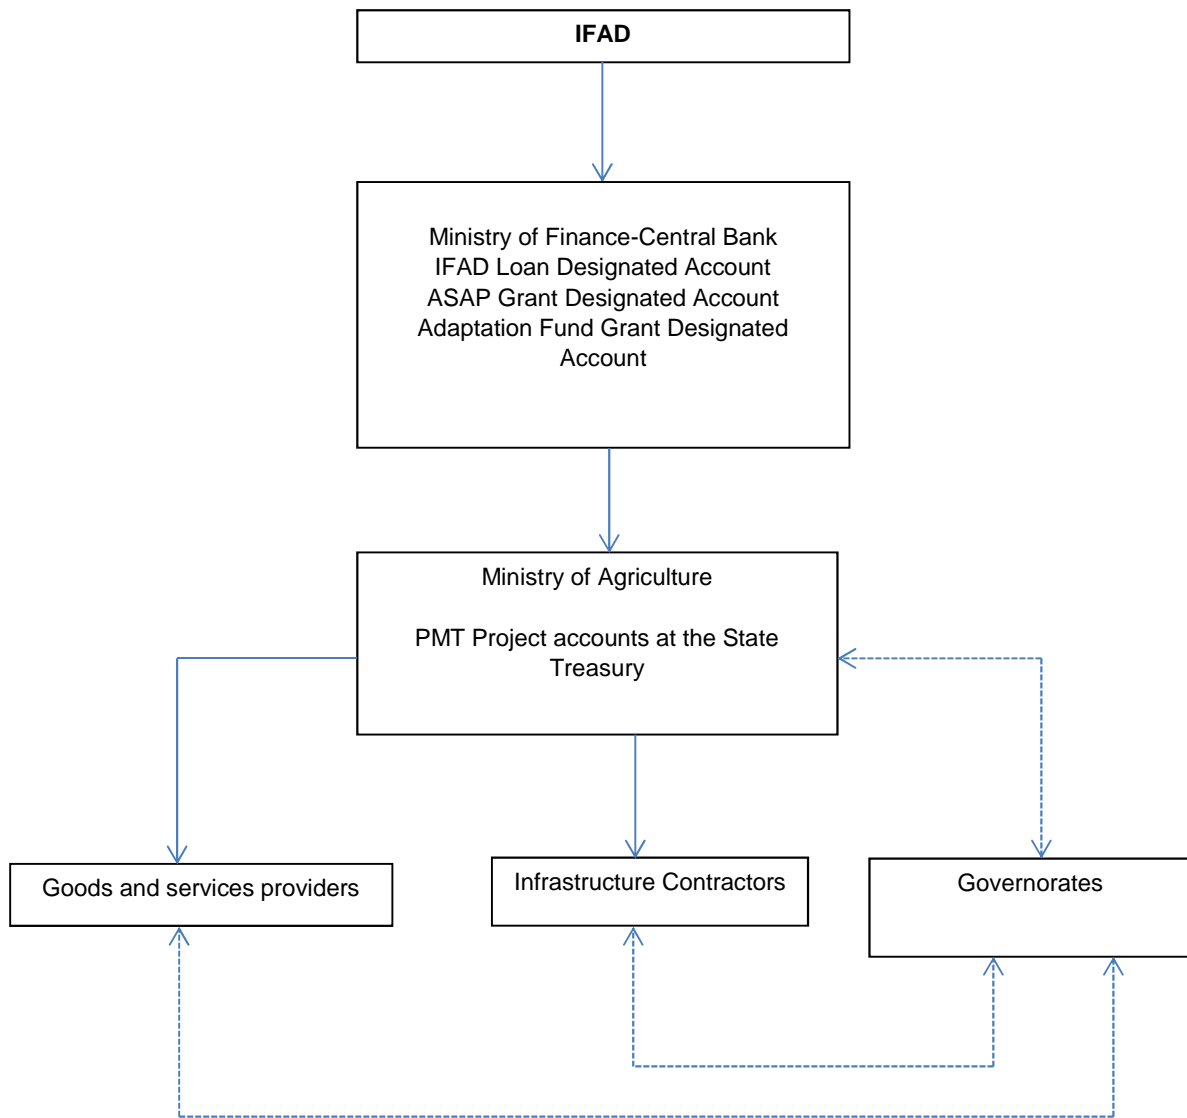 IFAD
Ministry of Finance-Central Bank
IFAD Loan Designated Account
ASAP Grant Designated Account
Adaptation Fund Grant Designated
Account
Ministry of Agriculture
PMT Project accounts at the State
Treasury
Goods and services providers
Infrastructure Contractors
Governorates